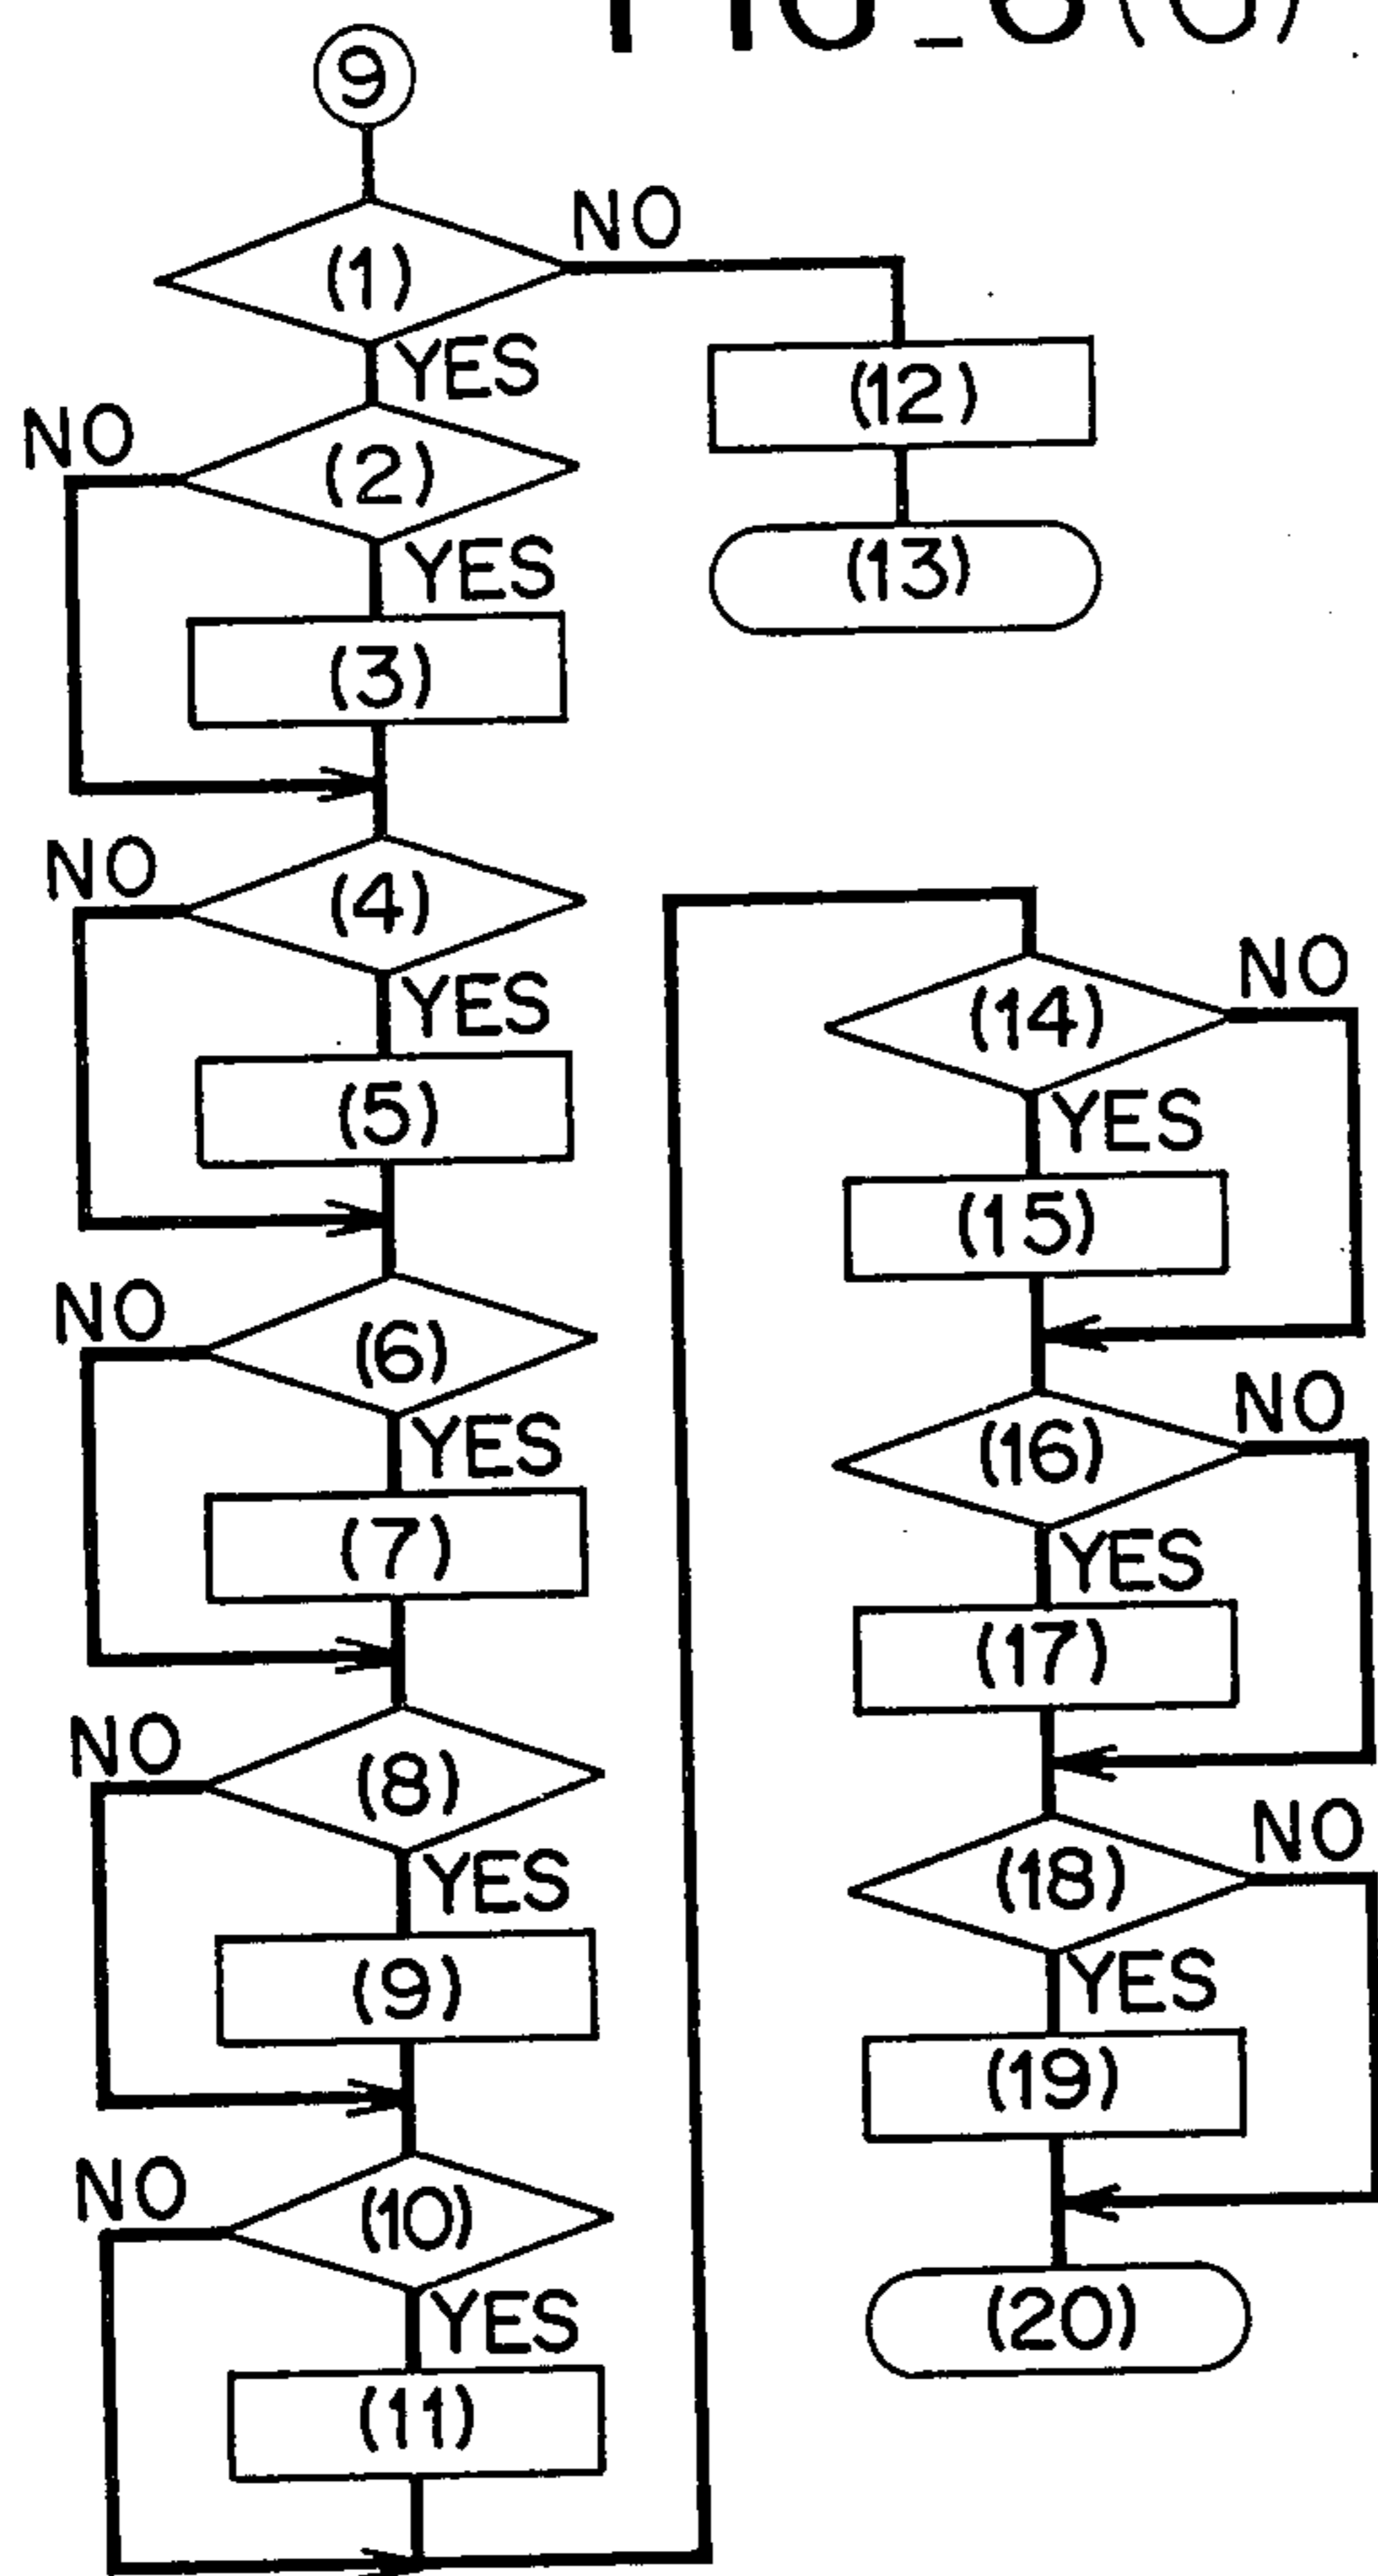 9
(1)
NO
YES
(12)
NO
(2)
YES
(13)
(3)
NO
(4)
YES
(5)
NO
(6)
YES
(7)
NO
(8)
YES
(9)
NO
(10)
YES
(11)
(14)
NO
YES
(15)
(16)
NO
YES
(17)
(18)
NO
YES
(19)
(20)